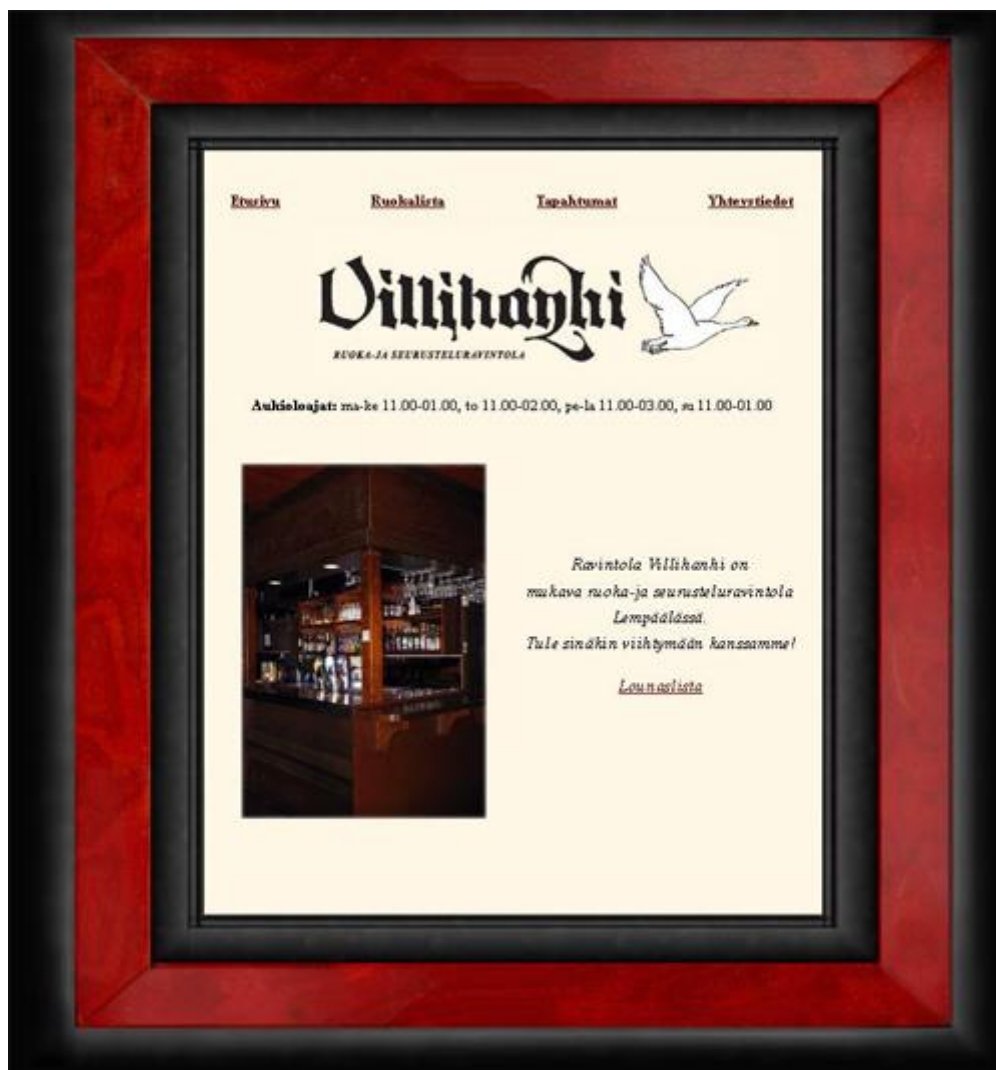 Etusivu Ruokalista Tapahtumat Yhteystiedot
Villihanhi
RUOKA-JA SEURUSTELURAVINTOLA
Aukioloajat: ma-ke 11.00-01.00, to 11.00-02.00, pe-la 11.00-03.00, su 11.00-01.00
Ravintola Villihanhi on
mukava ruoka-ja seurusteluravintola
Lempäälässä.
Tule sinäkin viihtymään kanssamme!
Lounaslista